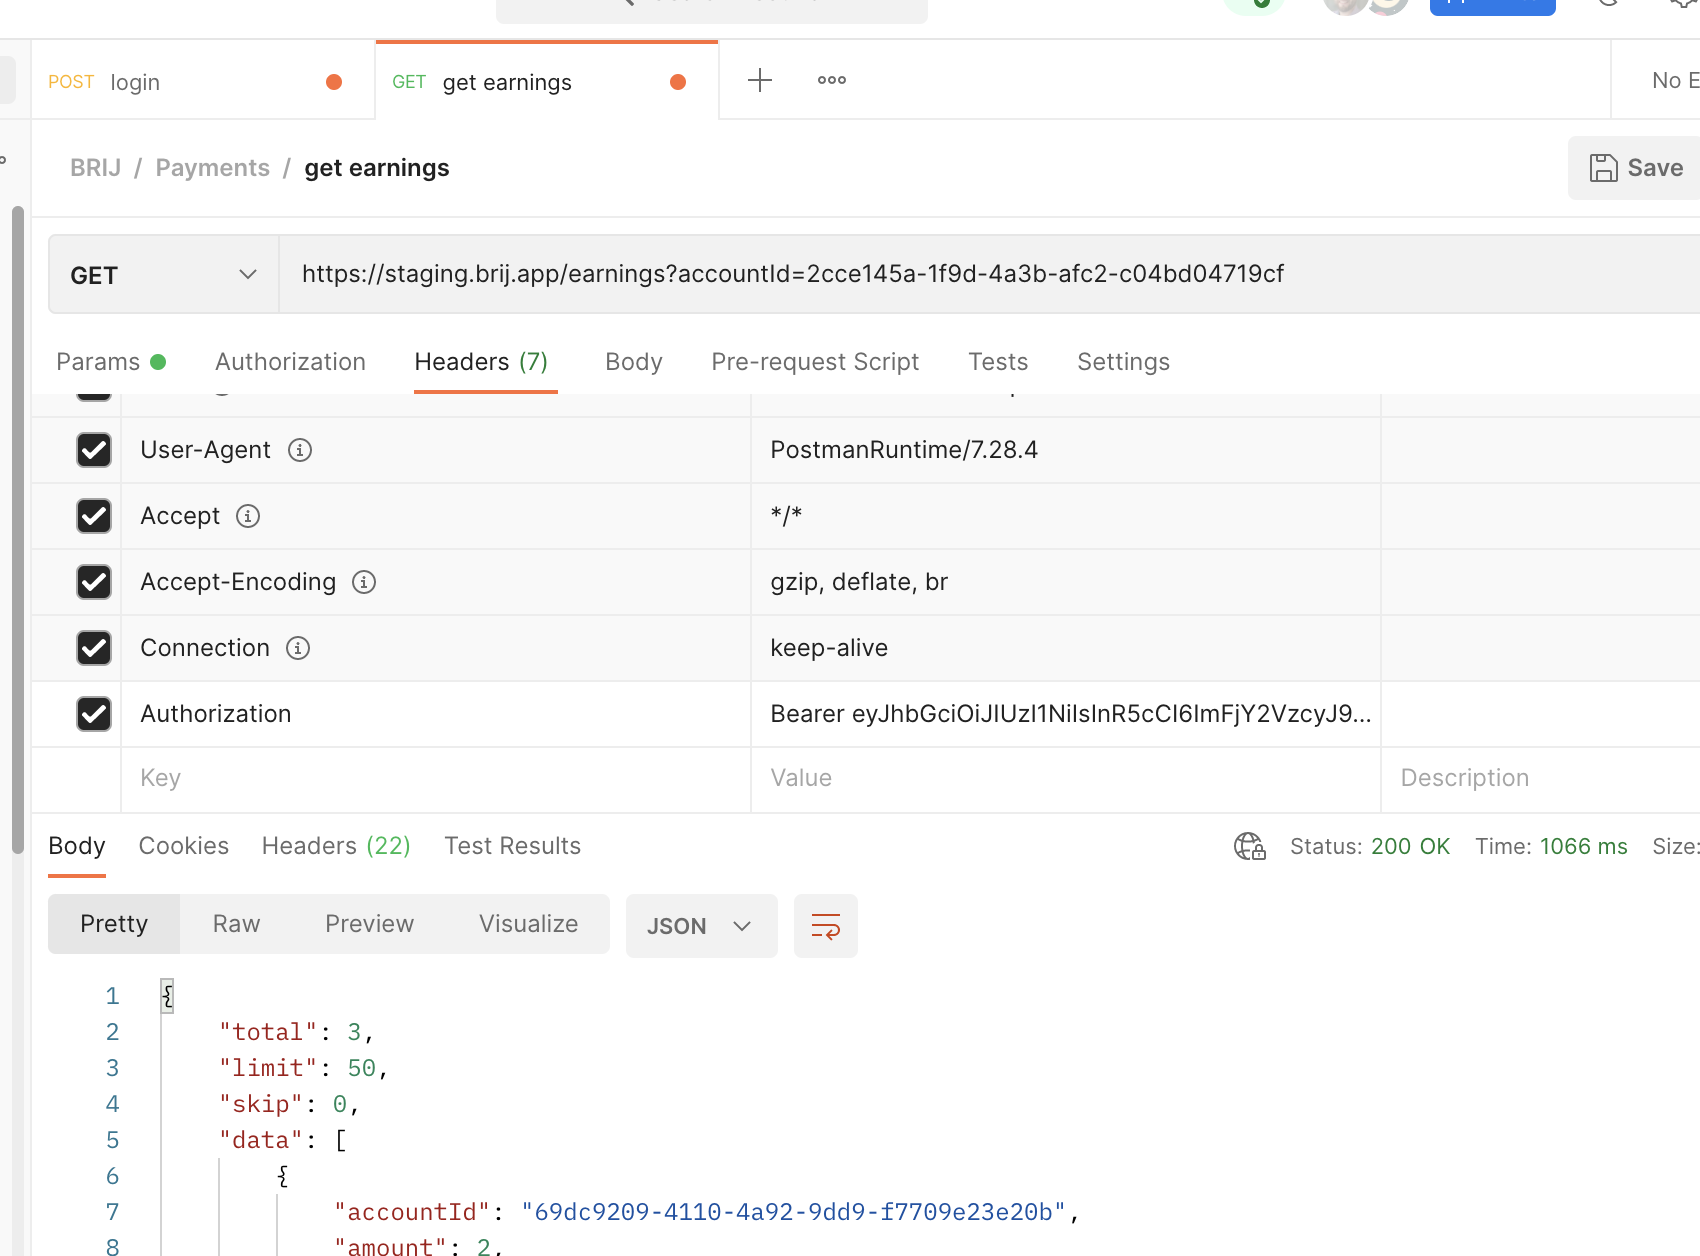 POST login
GET get earnings
No E
BRIJ / Payments / get earnings
Save
GET
https://staging.brij.app/earnings?accountId=2cce145a-1f9d-4a3b-afc2-c04bd04719cf
Params
Authorization
Headers (7)
Body
Pre-request Script
Tests
Settings
User-Agent
PostmanRuntime/7.28.4
Accept
*/*
Accept-Encoding
gzip, deflate, br
Connection
keep-alive
Authorization
Bearer eyJhbGciOiJIUzI1NiIsInR5cCI6ImFjY2VzcyJ9...
Key
Value
Description
Body
Cookies
Headers (22)
Test Results
Status: 200 OK
Time: 1066 ms
Size:
Pretty
Raw
Preview
Visualize
JSON
1 {
2 "total": 3,
3 "limit": 50,
4 "skip": 0,
5 "data": [
6 {
7 "accountId": "69dc9209-4110-4a92-9dd9-f7709e23e20b",
8 "amount": 2,